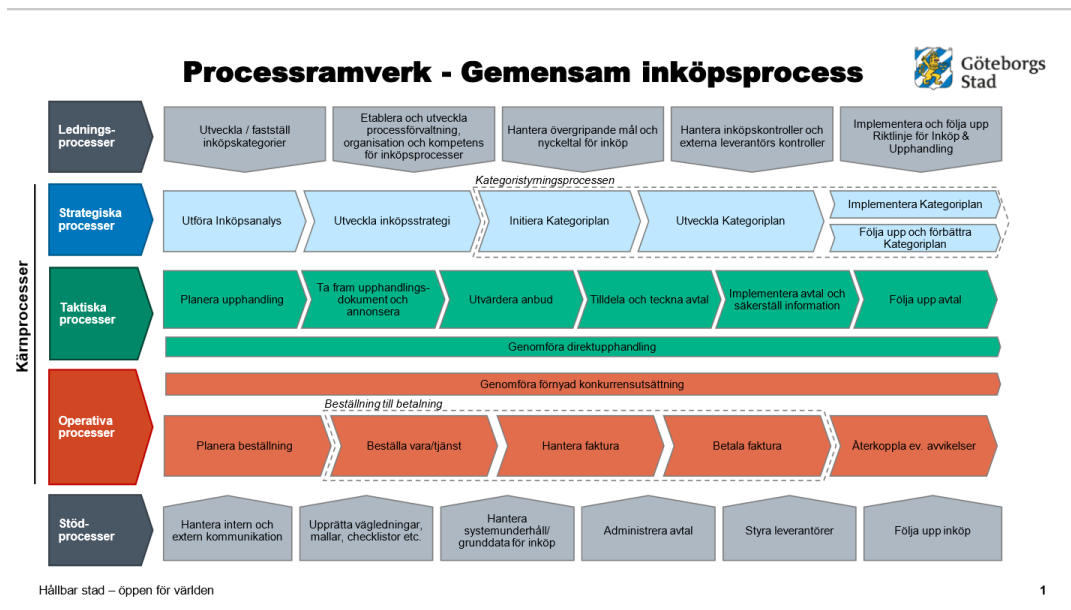 Processramverk - Gemensam inköpsprocess
Göteborgs
Stad
Lednings-
processer
Utveckla / fastställ
inköpskategorier
Etablera och utveckla
processförvaltning,
organisation och kompetens
för inköpsprocesser
Hantera övergripande mål och
nyckeltal för inköp
Hantera inköpskontroller och
externa leverantörs kontroller
Implementera och följa upp
Riktlinje för Inköp &
Upphandling
Kärnprocesser
Kategoristyrningsprocessen
Strategiska
processer
Utföra Inköpsanalys
Utveckla inköpsstrategi
Initiera Kategoriplan
Utveckla Kategoriplan
Implementera Kategoriplan
Följa upp och förbättra
Kategoriplan
Taktiska
processer
Planera upphandling
Ta fram upphandlings-
dokument och
annonsera
Utvärdera anbud
Tilldela och teckna avtal
Implementera avtal och
säkerställ information
Följa upp avtal
Genomföra direktupphandling
Operativa
processer
Genomföra förnyad konkurrensutsättning
Beställning till betalning
Planera beställning
Beställa vara/tjänst
Hantera faktura
Betala faktura
Återkoppla ev. avvikelser
Stöd-
processer
Hantera intern och
extern kommunikation
Upprätta vägledningar,
mallar, checklistor etc.
Hantera
systemunderhåll/
grunddata för inköp
Administrera avtal
Styra leverantörer
Följa upp inköp
Hållbar stad – öppen för världen
1